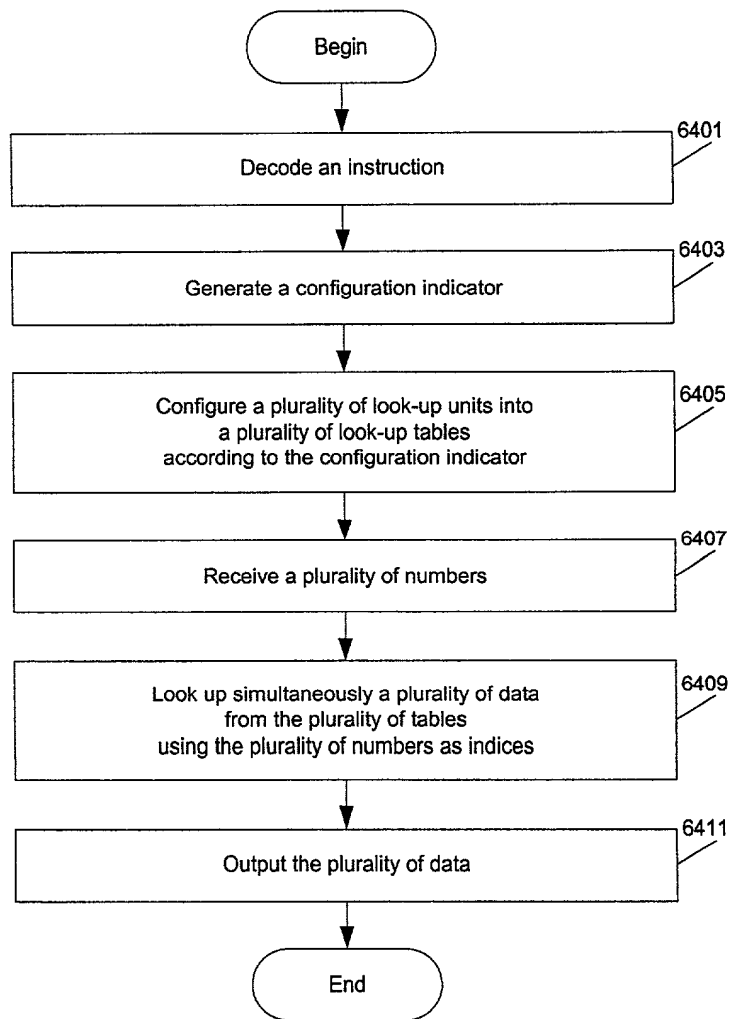 Begin
6401
Decode an instruction
6403
Generate a configuration indicator
6405
Configure a plurality of look-up units into
a plurality of look-up tables
according to the configuration indicator
6407
Receive a plurality of numbers
6409
Look up simultaneously a plurality of data
from the plurality of tables
using the plurality of numbers as indices
6411
Output the plurality of data
End